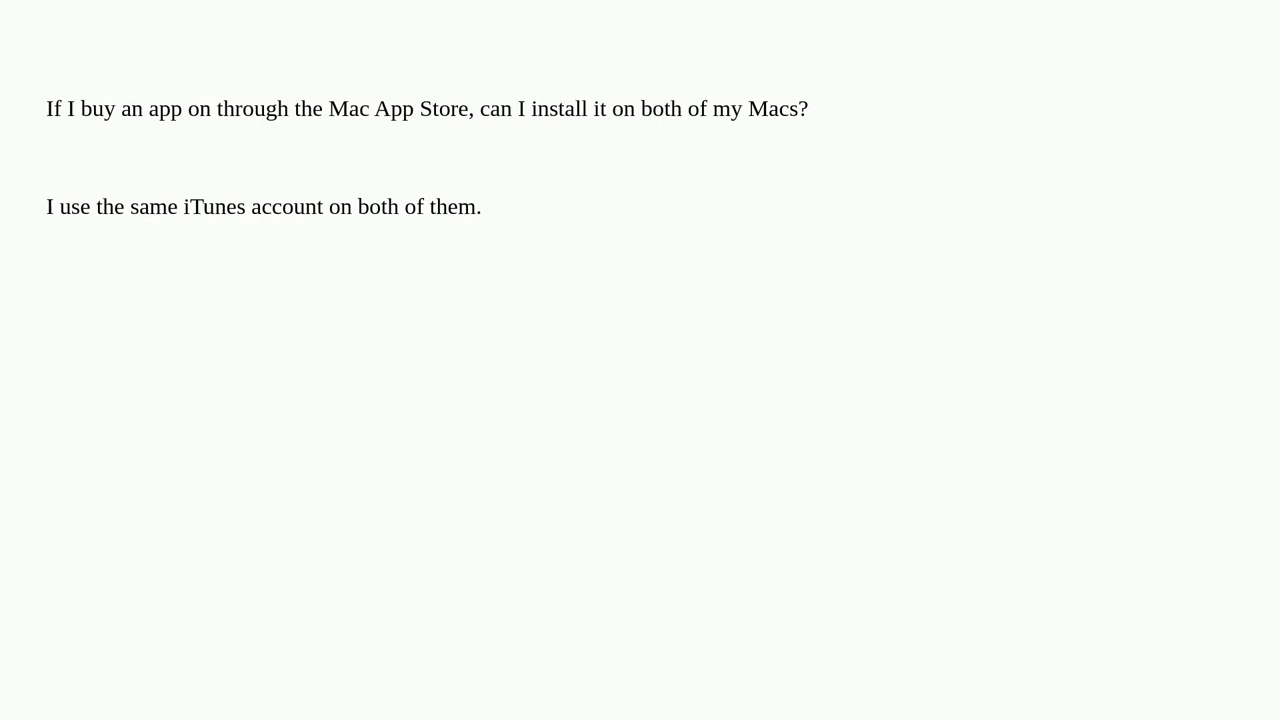 If I buy an app on through the Mac App Store, can I install it on both of my Macs?
I use the same iTunes account on both of them.